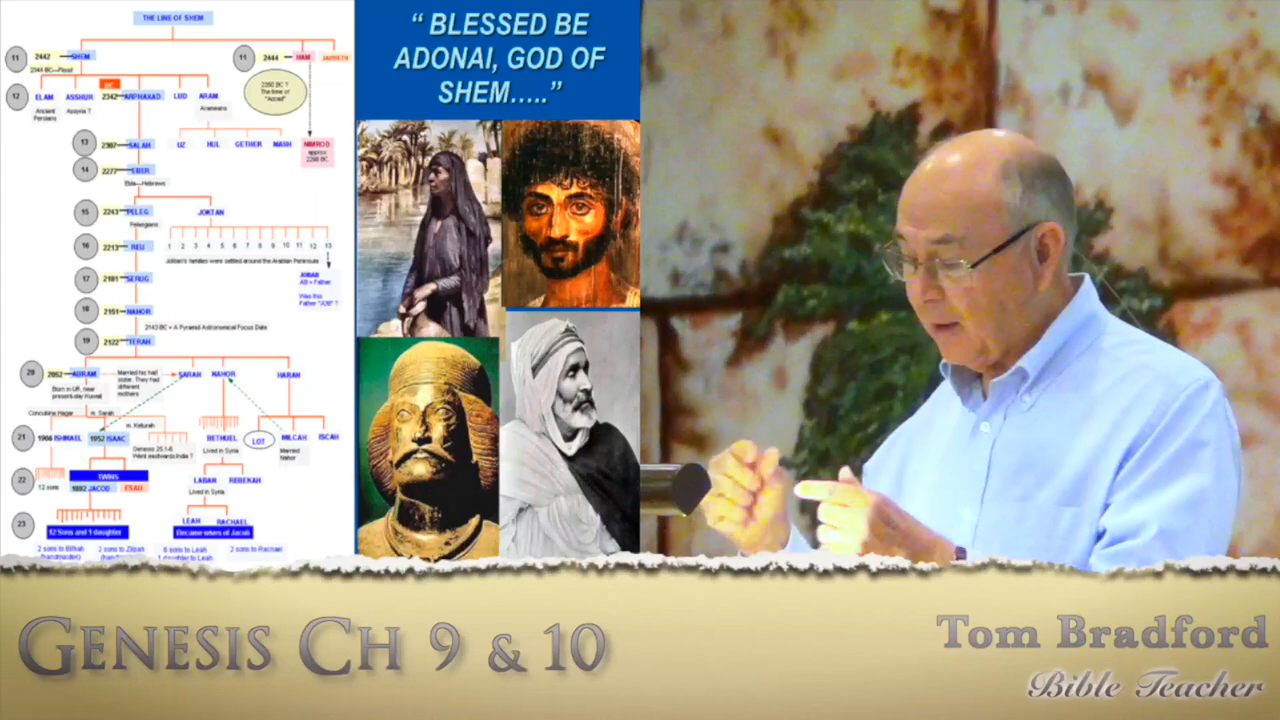 THE LINE OF SHEM
11 2442 SHEM
11 2444 HAM JAPHETH
2344 BC—Flood
12
ELAM ASSHUR 2342 ARPHAXAD LUD ARAM
Ancient
Persians
Assyria ?
Arameans
2350 BC ?
The time of
"Accad"
13 2307 SALAH
UZ HUL GETHER MASH NIMROD
approx
2288 BC
14 2277 EBER
Ebla—Hebrews
15 2243 PELEG JOKTAN
Pelasgians
16 2213 REU
1 2 3 4 5 6 7 8 9 10 11 12 13
Joktan's families were settled around the Arabian Peninsula
17 2181 SERUG
JOBAB
AB = Father
Was this
Father "JOB" ?
18 2151 NAHOR
2143 BC = A Pyramid Astronomical Focus Date
19 2122 TERAH
20 2052 ABRAM
Married his half
sister. They had
different
mothers
SARAH NAHOR HARAH
Born in UR, near
present-day Kuwait
Concubine Hagar m. Sarah
m. Keturah
21 1966 ISHMAEL 1952 ISAAC
Genesis 25:1-6
Went eastwards India ?
BETHUEL LOT MILCAH ISCAH
Lived in Syria
Married
Nahor
22
12 sons
TWINS
1892 JACOB ESAU
LABAN REBEKAH
Lived in Syria
23
LEAH RACHAEL
12 Sons and 1 daughter
Became wives of Jacob
2 sons to Bilhah
(handmaiden)
2 sons to Zilpah
6 sons to Leah
1 daughter to Leah
2 sons to Rachael
“ BLESSED BE
ADONAI, GOD OF
SHEM…..”
GENESIS CH 9 & 10
Tom Bradford
Bible Teacher